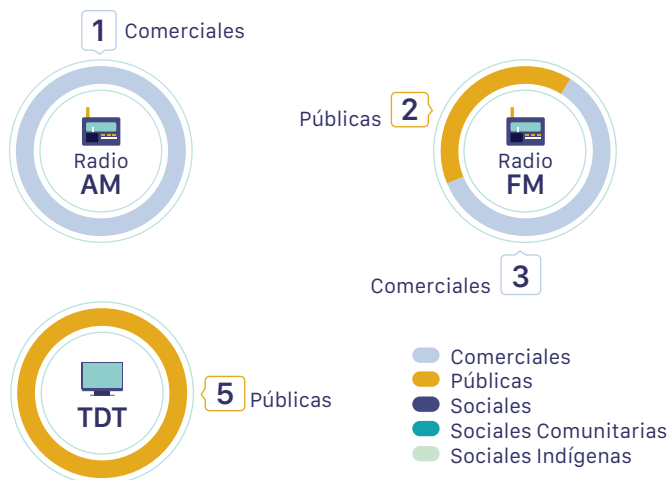 1 Comerciales
Radio
AM
Públicas 2
Radio
FM
Comerciales 3
TDT
5 Públicas
Comerciales
Públicas
Sociales
Sociales Comunitarias
Sociales Indígenas